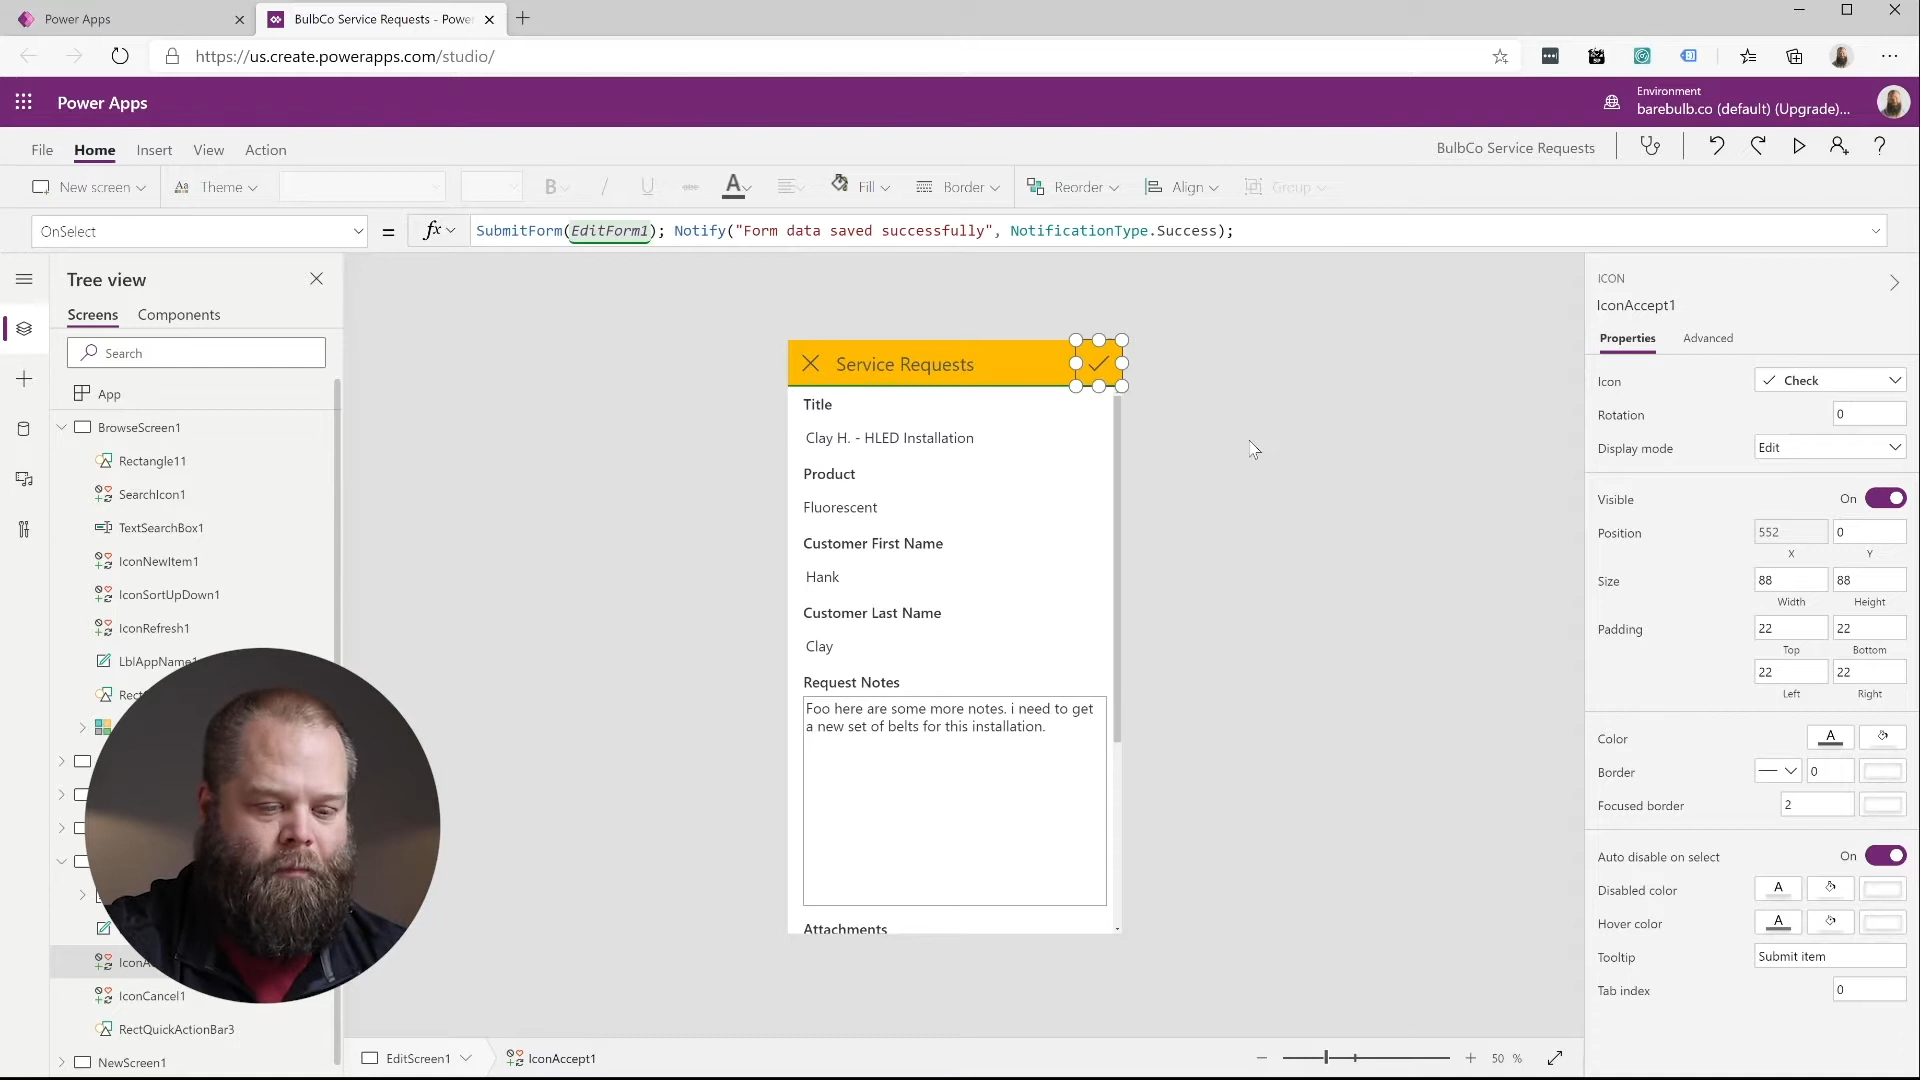 Power Apps
BulbCo Service Requests - Powe
https://us.create.powerapps.com/studio/
Power Apps
Environment
barebulb.co (default) (Upgrade)...
File Home Insert View Action
BulbCo Service Requests
New screen
Theme
B
I
U
abc
A
Fill
Border
Reorder
Align
Group
OnSelect
= fx SubmitForm(EditForm1); Notify("Form data saved successfully", NotificationType.Success);
Tree view
Screens Components
Search
App
BrowseScreen1
Rectangle11
SearchIcon1
TextSearchBox1
IconNewItem1
IconSortUpDown1
IconRefresh1
LblAppName1
Rect
IconA
IconCancel1
RectQuickActionBar3
NewScreen1
Service Requests
Title
Clay H. - HLED Installation
Product
Fluorescent
Customer First Name
Hank
Customer Last Name
Clay
Request Notes
Foo here are some more notes. i need to get
a new set of belts for this installation.
Attachments
EditScreen1
IconAccept1
50 %
ICON
IconAccept1
Properties Advanced
Icon Check
Rotation 0
Display mode Edit
Visible On
Position 552 0
X Y
Size 88 88
Width Height
Padding 22 22
Top Bottom
22 22
Left Right
Color A
Border 0
Focused border 2
Auto disable on select On
Disabled color A
Hover color A
Tooltip Submit item
Tab index 0